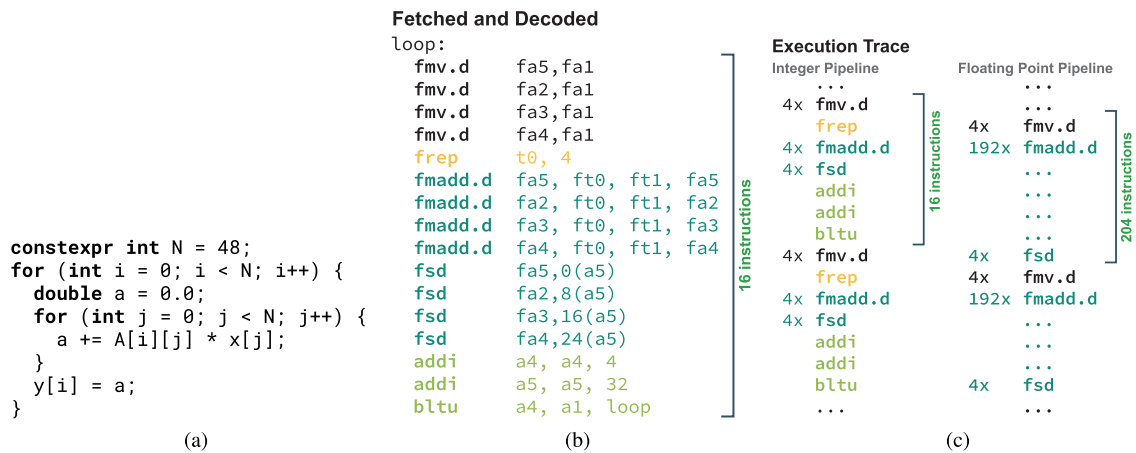 constexpr int N = 48;
for (int i = 0; i < N; i++) {
double a = 0.0;
for (int j = 0; j < N; j++) {
a += A[i][j] * x[j];
}
y[i] = a;
}
(a)
Fetched and Decoded
loop:
fmv.d fa5,fa1
fmv.d fa2,fa1
fmv.d fa3,fa1
fmv.d fa4,fa1
frep t0, 4
fmadd.d fa5, ft0, ft1, fa5
fmadd.d fa2, ft0, ft1, fa2
fmadd.d fa3, ft0, ft1, fa3
fmadd.d fa4, ft0, ft1, fa4
fsd fa5,0(a5)
fsd fa2,8(a5)
fsd fa3,16(a5)
fsd fa4,24(a5)
addi a4, a4, 4
addi a5, a5, 32
bltu a4, a1, loop
16 instructions
(b)
Execution Trace
Integer Pipeline
...
4x fmv.d
frep
4x fmadd.d
4x fsd
addi
addi
bltu
4x fmv.d
frep
4x fmadd.d
4x fsd
addi
addi
bltu
...
16 instructions
Floating Point Pipeline
...
...
4x fmv.d
192x fmadd.d
...
...
...
...
4x fsd
4x fmv.d
192x fmadd.d
...
...
...
4x fsd
...
204 instructions
(c)